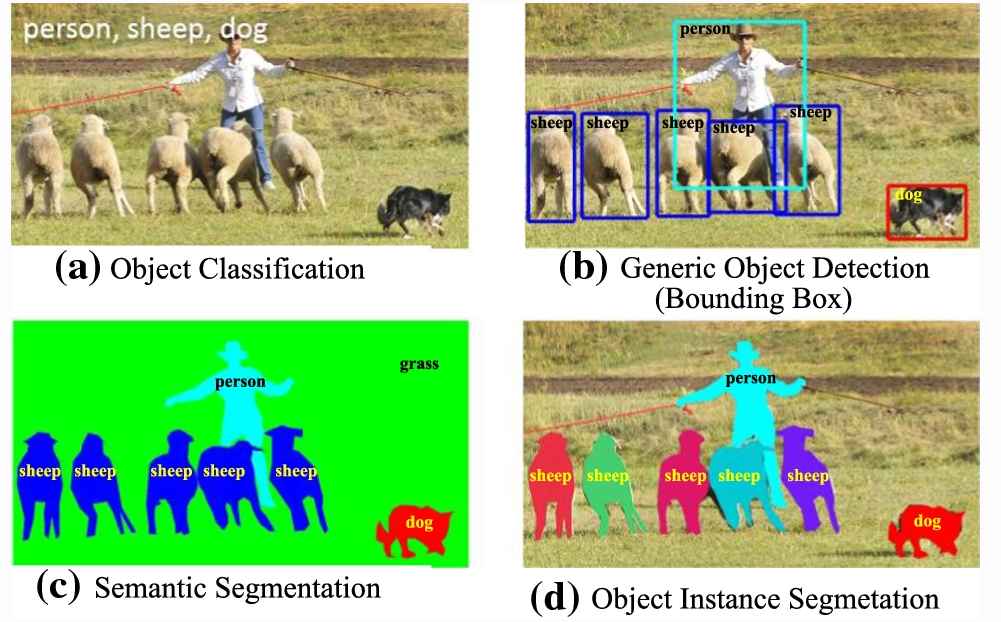 person, sheep, dog
person
sheep
sheep
sheep
sheep
sheep
dog
(a) Object Classification
(b) Generic Object Detection
(Bounding Box)
person
grass
sheep
sheep
sheep
sheep
sheep
dog
person
sheep
sheep
sheep
sheep
sheep
dog
(c) Semantic Segmentation
(d) Object Instance Segmetation